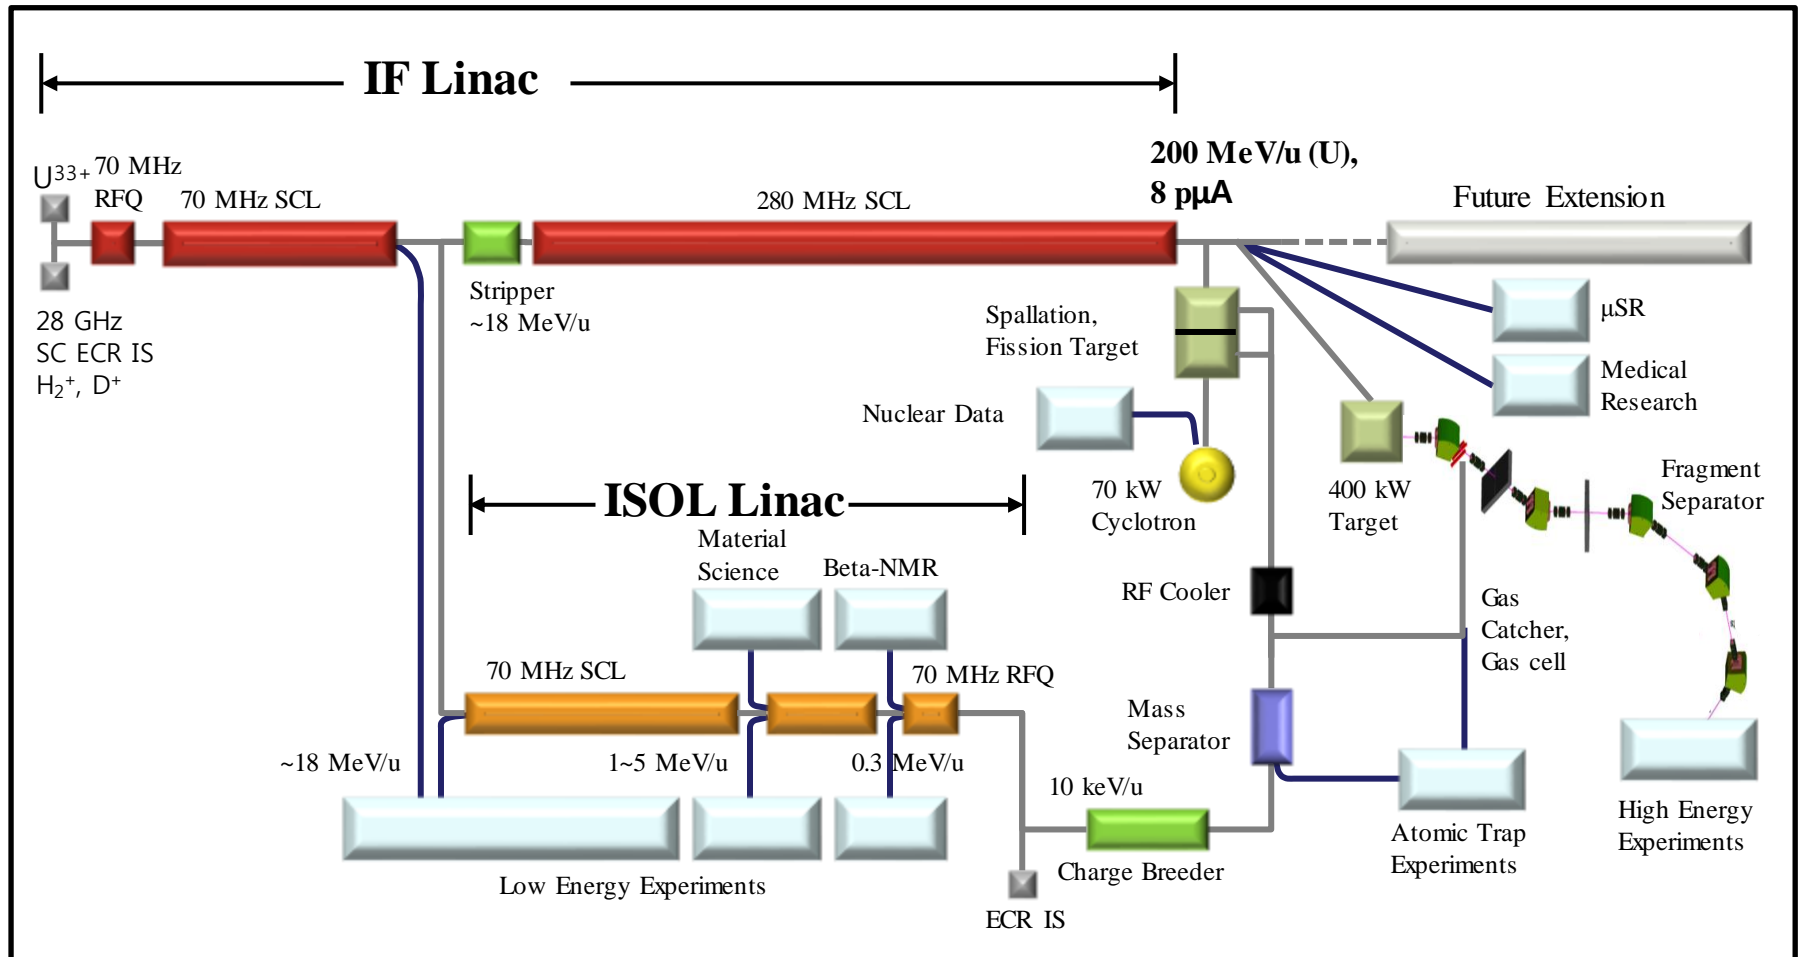 IF Linac
200 MeV/u (U),
8 pμA
U33+
70 MHz
RFQ
70 MHz SCL
280 MHz SCL
Future Extension
28 GHz
SC ECR IS
H2+, D+
Stripper
~18 MeV/u
Spallation,
Fission Target
μSR
Medical
Research
Nuclear Data
70 kW
Cyclotron
400 kW
Target
Fragment
Separator
ISOL Linac
Material
Science
Beta-NMR
RF Cooler
Gas
Catcher,
Gas cell
70 MHz SCL
70 MHz RFQ
Mass
Separator
~18 MeV/u
1~5 MeV/u
0.3 MeV/u
10 keV/u
Charge Breeder
Atomic Trap
Experiments
High Energy
Experiments
Low Energy Experiments
ECR IS